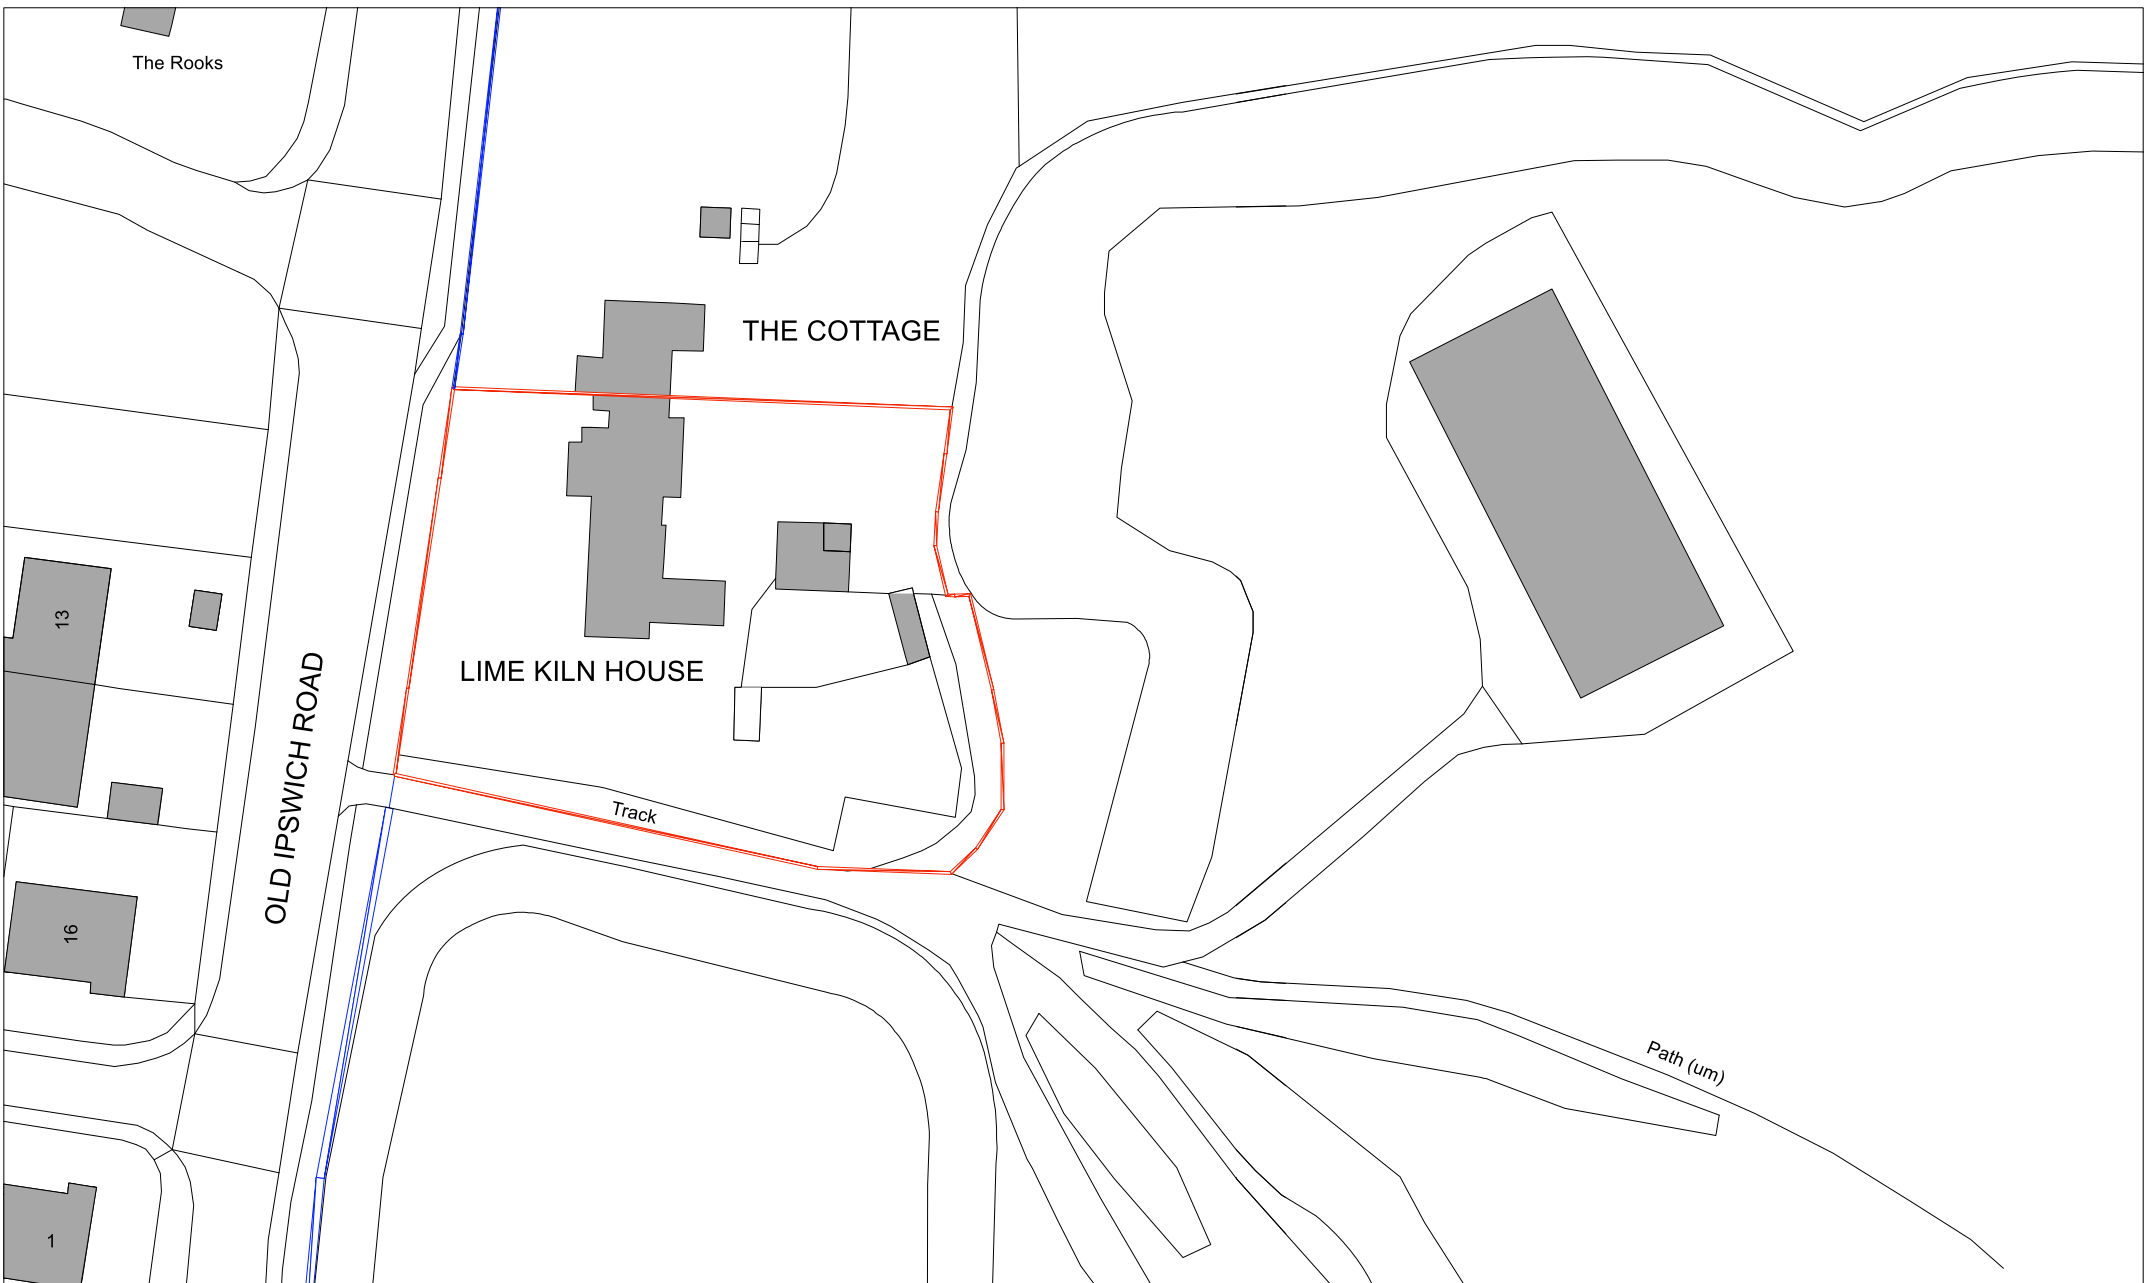 The Rooks
THE COTTAGE
13
LIME KILN HOUSE
OLD IPSWICH ROAD
Track
16
Path (um)
1